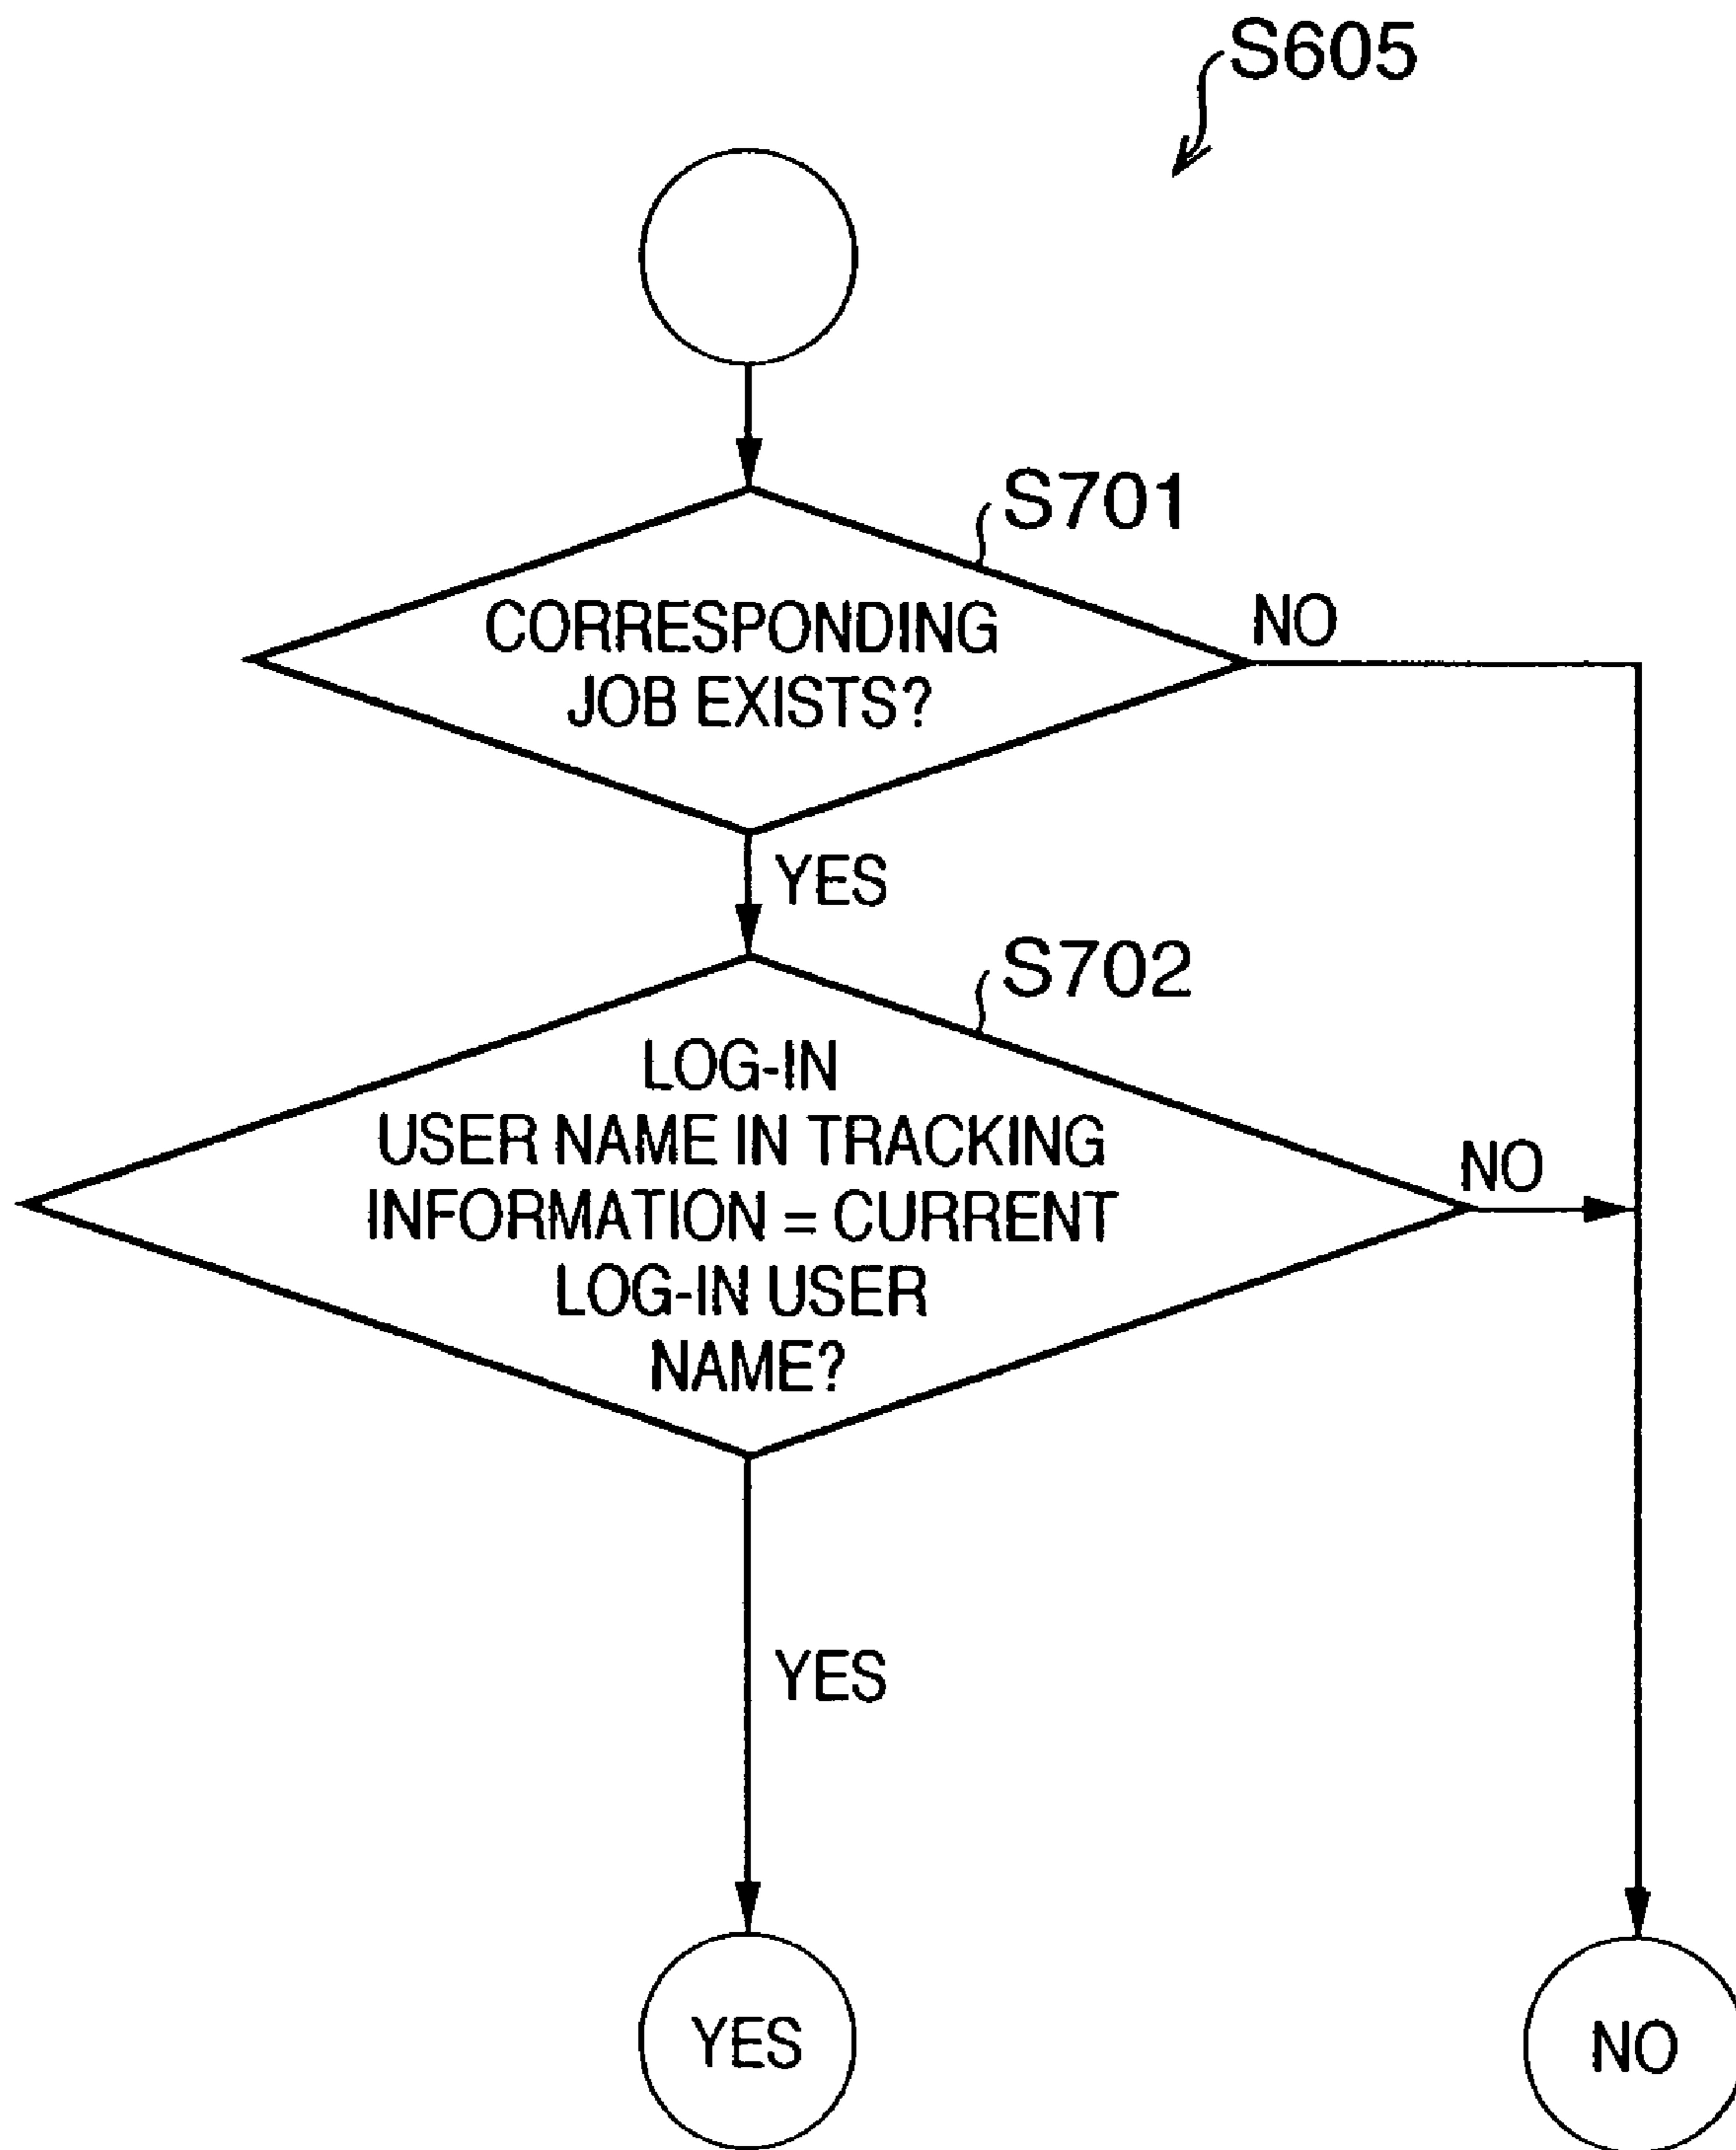 S605
S701
CORRESPONDING
JOB EXISTS?
NO
YES
S702
LOG-IN
USER NAME IN TRACKING
INFORMATION = CURRENT
LOG-IN USER
NAME?
NO
YES
YES
NO